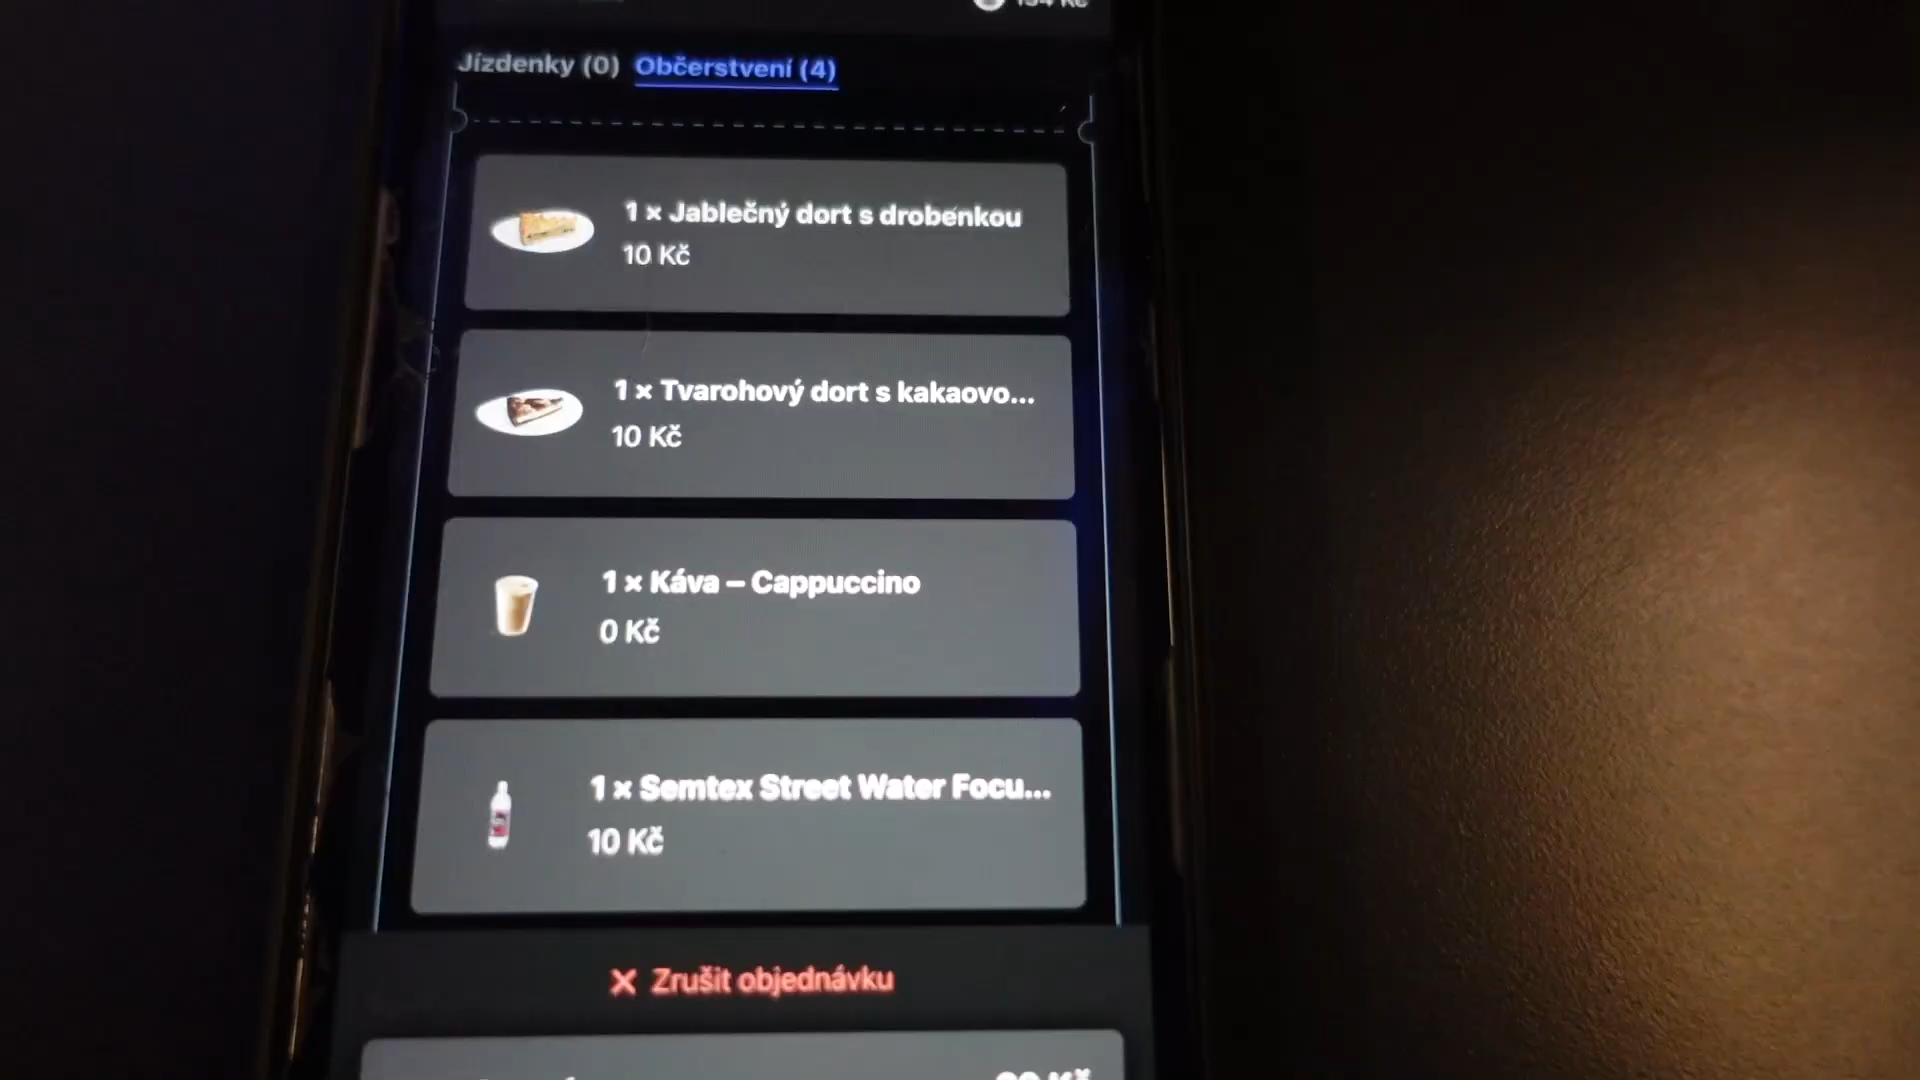 Jízdenky (0) Občerstvení (4)
1 × Jablečný dort s drobenkou
10 Kč
1 × Tvarohový dort s kakaovo...
10 Kč
1 × Káva – Cappuccino
0 Kč
1 × Semtex Street Water Focu...
10 Kč
× Zrušit objednávku